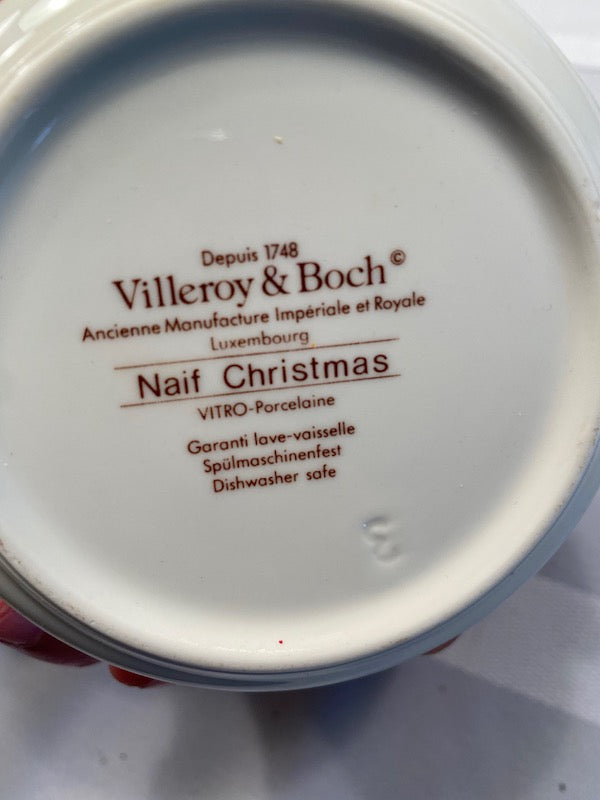 Depuis 1748
Villeroy & Boch©
Ancienne Manufacture Impériale et Royale
Luxembourg
Naif Christmas
VITRO-Porcelaine
Garanti lave-vaisselle
Spülmaschinenfest
Dishwasher safe